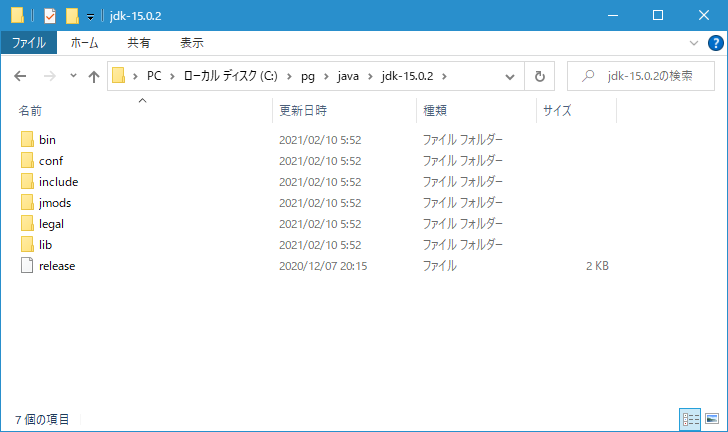 jdk-15.0.2
ファイル ホーム 共有 表示
PC ローカル ディスク (C:) pg java jdk-15.0.2 jdk-15.0.2の検索
名前 更新日時 種類 サイズ
bin 2021/02/10 5:52 ファイル フォルダー
conf 2021/02/10 5:52 ファイル フォルダー
include 2021/02/10 5:52 ファイル フォルダー
jmods 2021/02/10 5:52 ファイル フォルダー
legal 2021/02/10 5:52 ファイル フォルダー
lib 2021/02/10 5:52 ファイル フォルダー
release 2020/12/07 20:15 ファイル 2 KB
7 個の項目